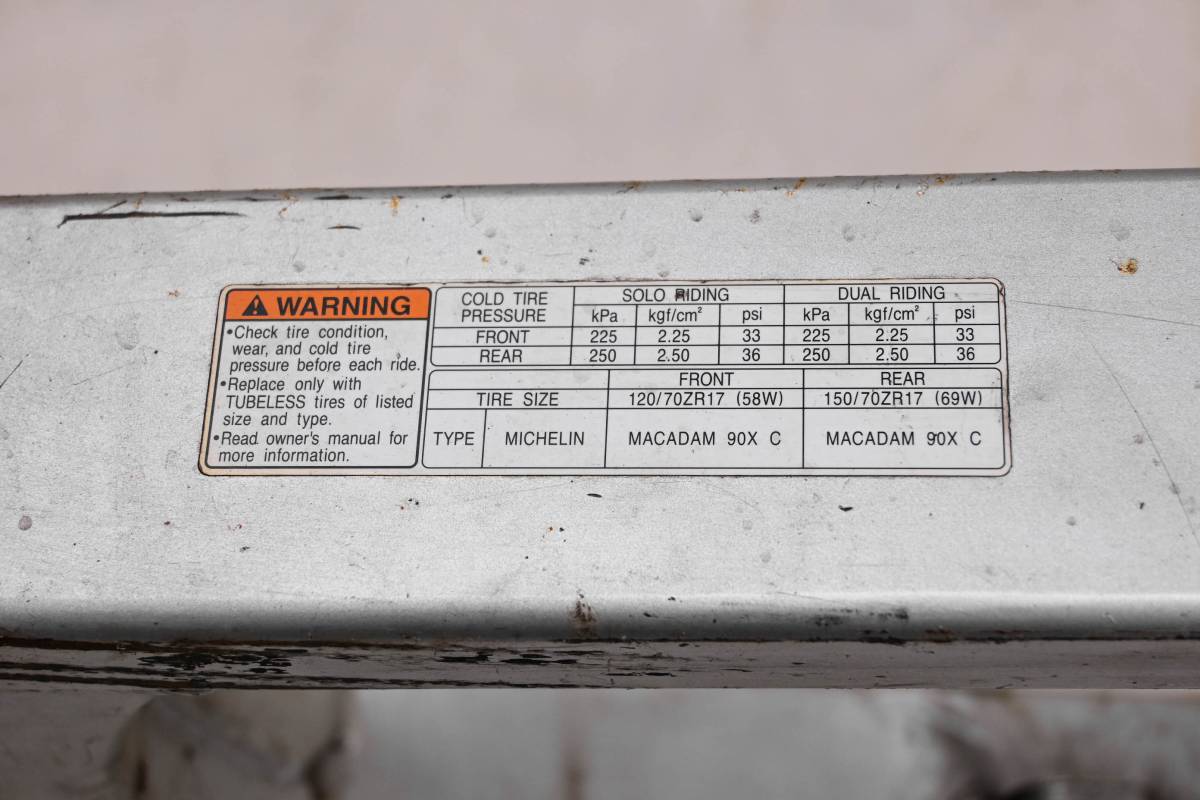 WARNING
•Check tire condition,
wear, and cold tire
pressure before each ride.
•Replace only with
TUBELESS tires of listed
size and type.
•Read owner's manual for
more information.
COLD TIRE PRESSURE SOLO RIDING DUAL RIDING
kPa kgf/cm² psi kPa kgf/cm² psi
FRONT 225 2.25 33 225 2.25 33
REAR 250 2.50 36 250 2.50 36
FRONT REAR
TIRE SIZE 120/70ZR17 (58W) 150/70ZR17 (69W)
TYPE MICHELIN MACADAM 90X C MACADAM 90X C